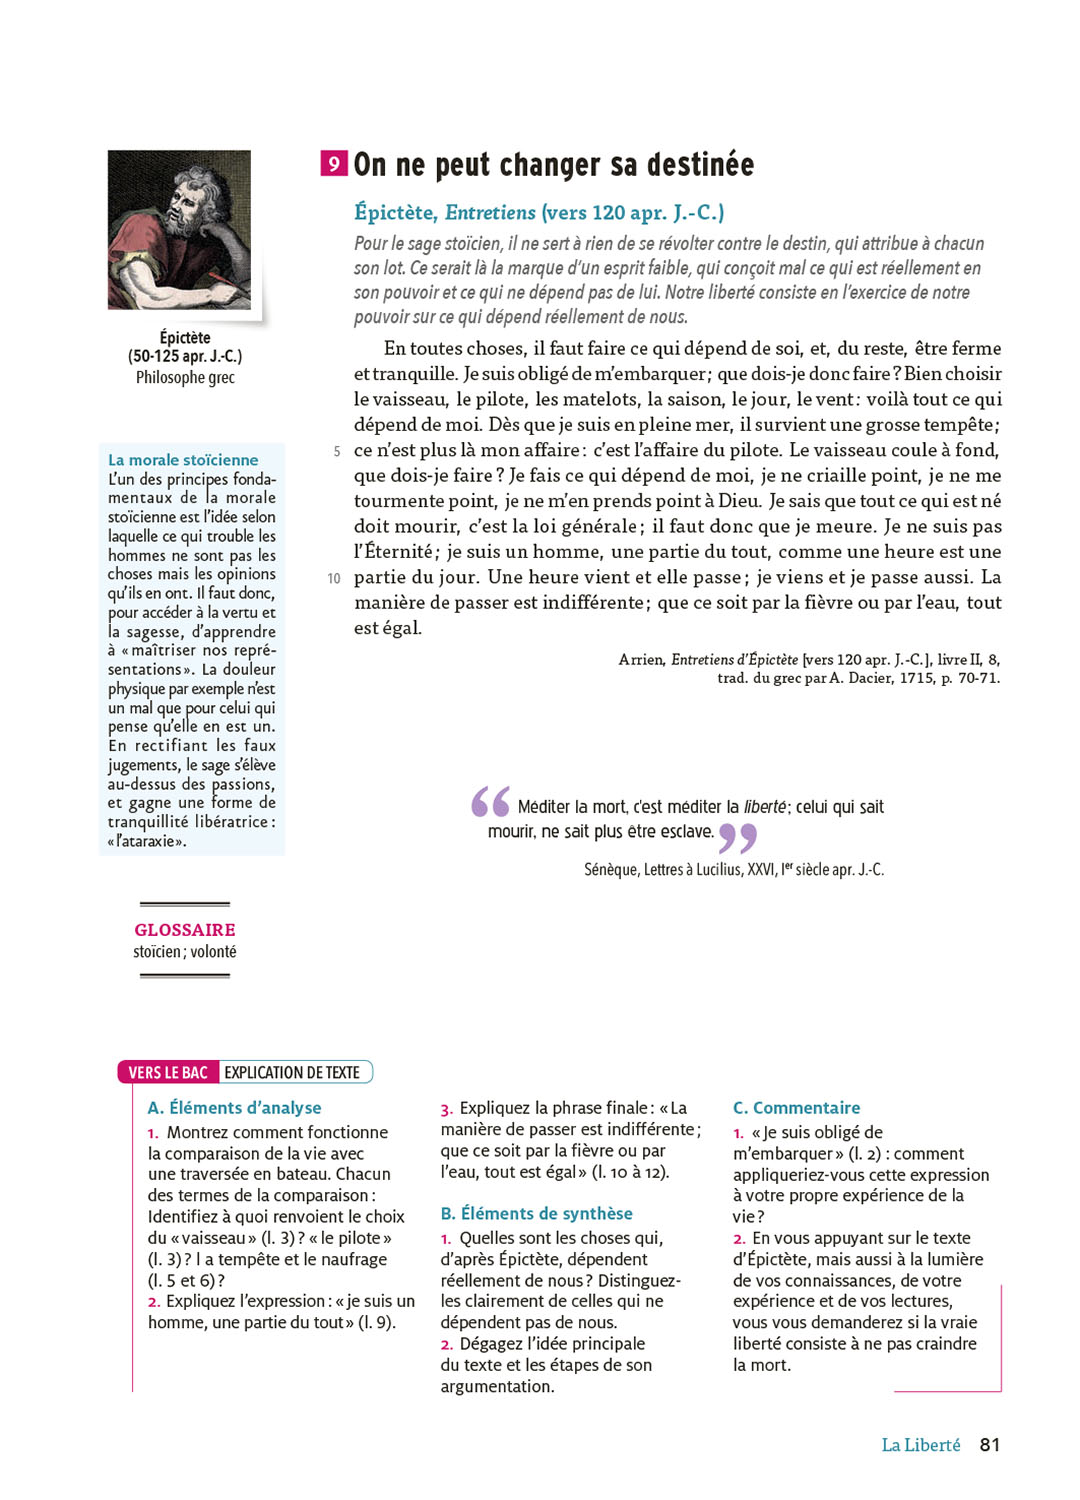 9 On ne peut changer sa destinée
Épictète, Entretiens (vers 120 apr. J.-C.)
Pour le sage stoïcien, il ne sert à rien de se révolter contre le destin, qui attribue à chacun
son lot. Ce serait là la marque d’un esprit faible, qui conçoit mal ce qui est réellement en
son pouvoir et ce qui ne dépend pas de lui. Notre liberté consiste en l’exercice de notre
pouvoir sur ce qui dépend réellement de nous.
Épictète
(50-125 apr. J.-C.)
Philosophe grec
En toutes choses, il faut faire ce qui dépend de soi, et, du reste, être ferme
et tranquille. Je suis obligé de m’embarquer ; que dois-je donc faire ? Bien choisir
le vaisseau, le pilote, les matelots, la saison, le jour, le vent : voilà tout ce qui
dépend de moi. Dès que je suis en pleine mer, il survient une grosse tempête ;
5 ce n’est plus là mon affaire : c’est l’affaire du pilote. Le vaisseau coule à fond,
que dois-je faire ? Je fais ce qui dépend de moi, je ne criaille point, je ne me
tourmente point, je ne m’en prends point à Dieu. Je sais que tout ce qui est né
doit mourir, c’est la loi générale ; il faut donc que je meure. Je ne suis pas
l’Éternité ; je suis un homme, une partie du tout, comme une heure est une
10 partie du jour. Une heure vient et elle passe ; je viens et je passe aussi. La
manière de passer est indifférente ; que ce soit par la fièvre ou par l’eau, tout
est égal.
Arrien, Entretiens d’Épictète [vers 120 apr. J.-C.], livre II, 8,
trad. du grec par A. Dacier, 1715, p. 70-71.
La morale stoïcienne
L’un des principes fonda-
mentaux de la morale
stoïcienne est l’idée selon
laquelle ce qui trouble les
hommes ne sont pas les
choses mais les opinions
qu’ils en ont. Il faut donc,
pour accéder à la vertu et
la sagesse, d’apprendre
à « maîtriser nos repré-
sentations ». La douleur
physique par exemple n’est
un mal que pour celui qui
pense qu’elle en est un.
En rectifiant les faux
jugements, le sage s’élève
au-dessus des passions,
et gagne une forme de
tranquillité libératrice :
« l’ataraxie ».
“ Méditer la mort, c’est méditer la liberté ; celui qui sait
mourir, ne sait plus être esclave. ”
Sénèque, Lettres à Lucilius, XXVI, Ier siècle apr. J.-C.
GLOSSAIRE
stoïcien ; volonté
VERS LE BAC EXPLICATION DE TEXTE
A. Éléments d’analyse
1. Montrez comment fonctionne
la comparaison de la vie avec
une traversée en bateau. Chacun
des termes de la comparaison :
Identifiez à quoi renvoient le choix
du « vaisseau » (l. 3) ? « le pilote »
(l. 3) ? l a tempête et le naufrage
(l. 5 et 6) ?
2. Expliquez l’expression : « je suis un
homme, une partie du tout » (l. 9).
3. Expliquez la phrase finale : « La
manière de passer est indifférente ;
que ce soit par la fièvre ou par
l’eau, tout est égal » (l. 10 à 12).
B. Éléments de synthèse
1. Quelles sont les choses qui,
d’après Épictète, dépendent
réellement de nous ? Distinguez-
les clairement de celles qui ne
dépendent pas de nous.
2. Dégagez l’idée principale
du texte et les étapes de son
argumentation.
C. Commentaire
1. « Je suis obligé de
m’embarquer » (l. 2) : comment
appliqueriez-vous cette expression
à votre propre expérience de la
vie ?
2. En vous appuyant sur le texte
d’Épictète, mais aussi à la lumière
de vos connaissances, de votre
expérience et de vos lectures,
vous vous demanderez si la vraie
liberté consiste à ne pas craindre
la mort.
La Liberté 81